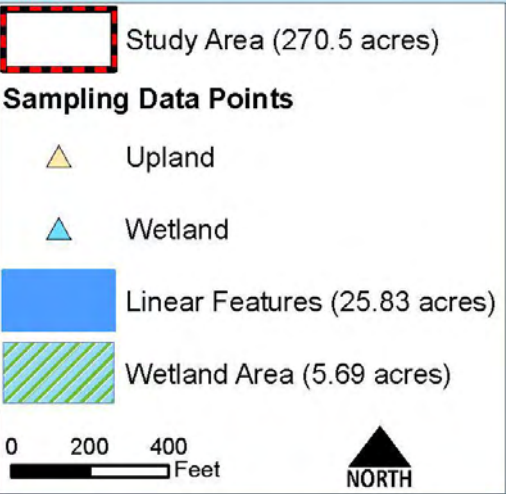 Study Area (270.5 acres)
Sampling Data Points
Upland
Wetland
Linear Features (25.83 acres)
Wetland Area (5.69 acres)
0 200 400
Feet
NORTH